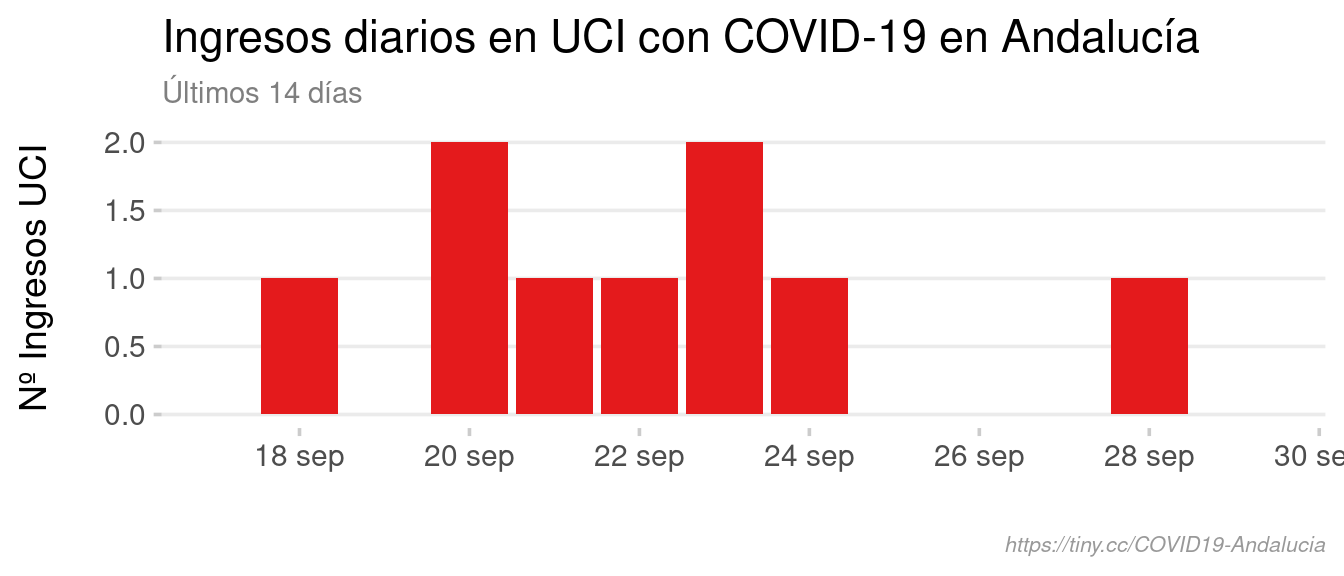 Ingresos diarios en UCI con COVID-19 en Andalucía
Últimos 14 días
Nº Ingresos UCI
2.0
1.5
1.0
0.5
0.0
18 sep 20 sep 22 sep 24 sep 26 sep 28 sep 30 se
https://tiny.cc/COVID19-Andalucia